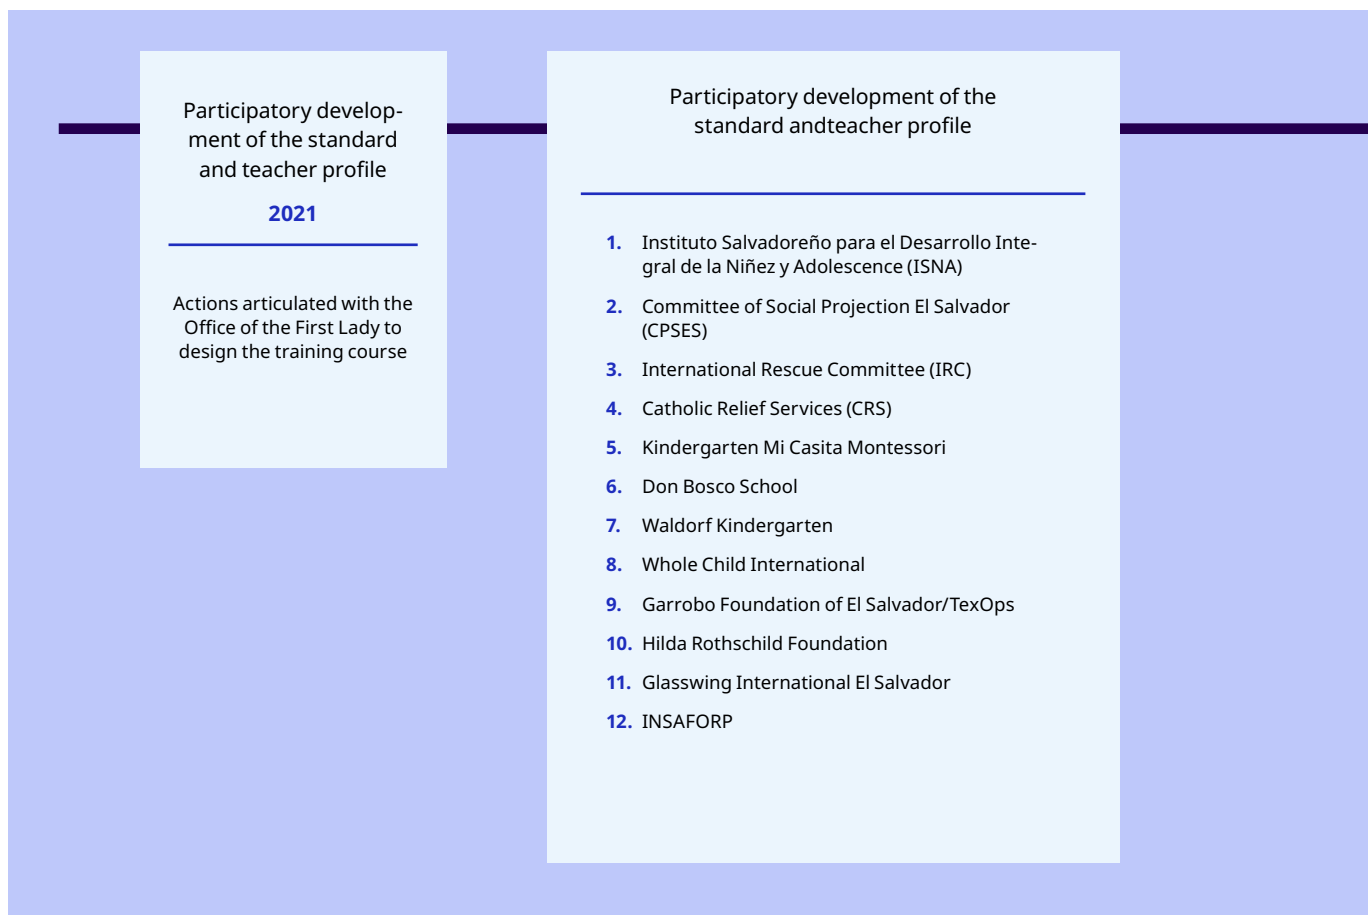 Participatory develop-
ment of the standard
and teacher profile
2021
Actions articulated with the
Office of the First Lady to
design the training course
Participatory development of the
standard andteacher profile
1. Instituto Salvadoreño para el Desarrollo Inte-
gral de la Niñez y Adolescence (ISNA)
2. Committee of Social Projection El Salvador
(CPSES)
3. International Rescue Committee (IRC)
4. Catholic Relief Services (CRS)
5. Kindergarten Mi Casita Montessori
6. Don Bosco School
7. Waldorf Kindergarten
8. Whole Child International
9. Garrobo Foundation of El Salvador/TexOps
10. Hilda Rothschild Foundation
11. Glasswing International El Salvador
12. INSAFORP